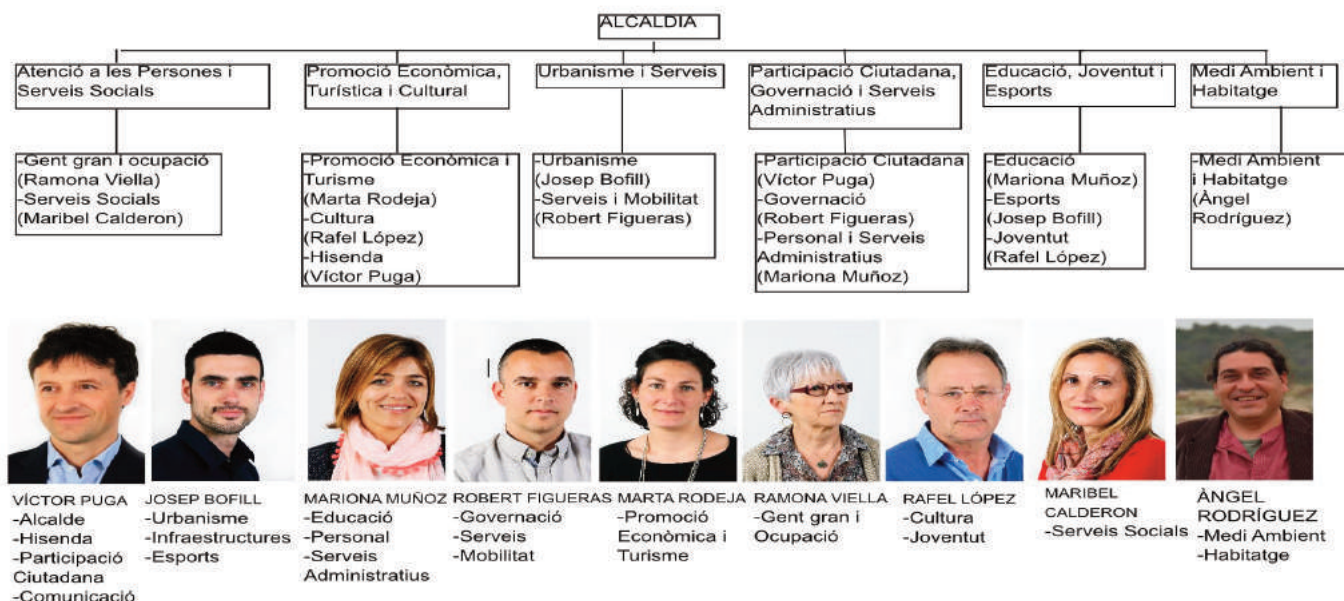 ALCALDIA
Atenció a les Persones i
Serveis Socials
Promoció Econòmica,
Turística i Cultural
Urbanisme i Serveis
Participació Ciutadana,
Governació i Serveis
Administratius
Educació, Joventut i
Esports
Medi Ambient i
Habitatge
-Gent gran i ocupació
(Ramona Viella)
-Serveis Socials
(Maribel Calderon)
-Promoció Econòmica i
Turisme
(Marta Rodeja)
-Cultura
(Rafel López)
-Hisenda
(Víctor Puga)
-Urbanisme
(Josep Bofill)
-Serveis i Mobilitat
(Robert Figueras)
-Participació Ciutadana
(Víctor Puga)
-Governació
(Robert Figueras)
-Personal i Serveis
Administratius
(Mariona Muñoz)
-Educació
(Mariona Muñoz)
-Esports
(Josep Bofill)
-Joventut
(Rafel López)
-Medi Ambient
i Habitatge
(Àngel
Rodríguez)
VÍCTOR PUGA
-Alcalde
-Hisenda
-Participació
Ciutadana
-Comunicació
JOSEP BOFILL
-Urbanisme
-Infraestructures
-Esports
MARIONA MUÑOZ
-Educació
-Personal
-Serveis
Administratius
ROBERT FIGUERAS
-Governació
-Serveis
-Mobilitat
MARTA RODEJA
-Promoció
Econòmica i
Turisme
RAMONA VIELLA
-Gent gran i
Ocupació
RAFEL LÓPEZ
-Cultura
-Joventut
MARIBEL
CALDERON
-Serveis Socials
ÀNGEL
RODRÍGUEZ
-Medi Ambient
-Habitatge